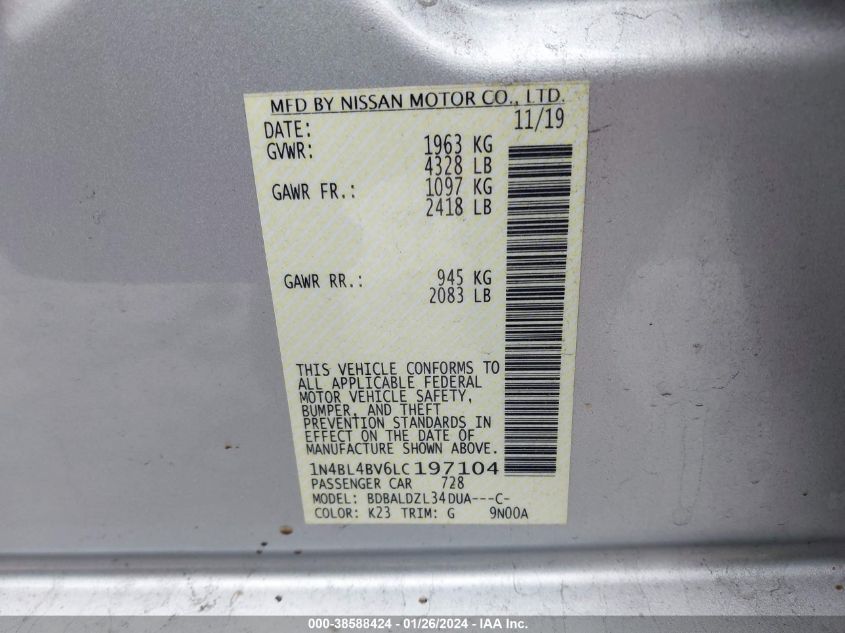 MFD BY NISSAN MOTOR CO., LTD.
DATE: 11/19
GVWR: 1963 KG
4328 LB
GAWR FR.: 1097 KG
2418 LB
GAWR RR.: 945 KG
2083 LB
THIS VEHICLE CONFORMS TO
ALL APPLICABLE FEDERAL
MOTOR VEHICLE SAFETY,
BUMPER, AND THEFT
PREVENTION STANDARDS IN
EFFECT ON THE DATE OF
MANUFACTURE SHOWN ABOVE.
1N4BL4BV6LC197104
PASSENGER CAR 728
MODEL: BDBALDZL34DUA---C-
COLOR: K23 TRIM: G 9N00A
000-38588424 - 01/26/2024 - IAA Inc.